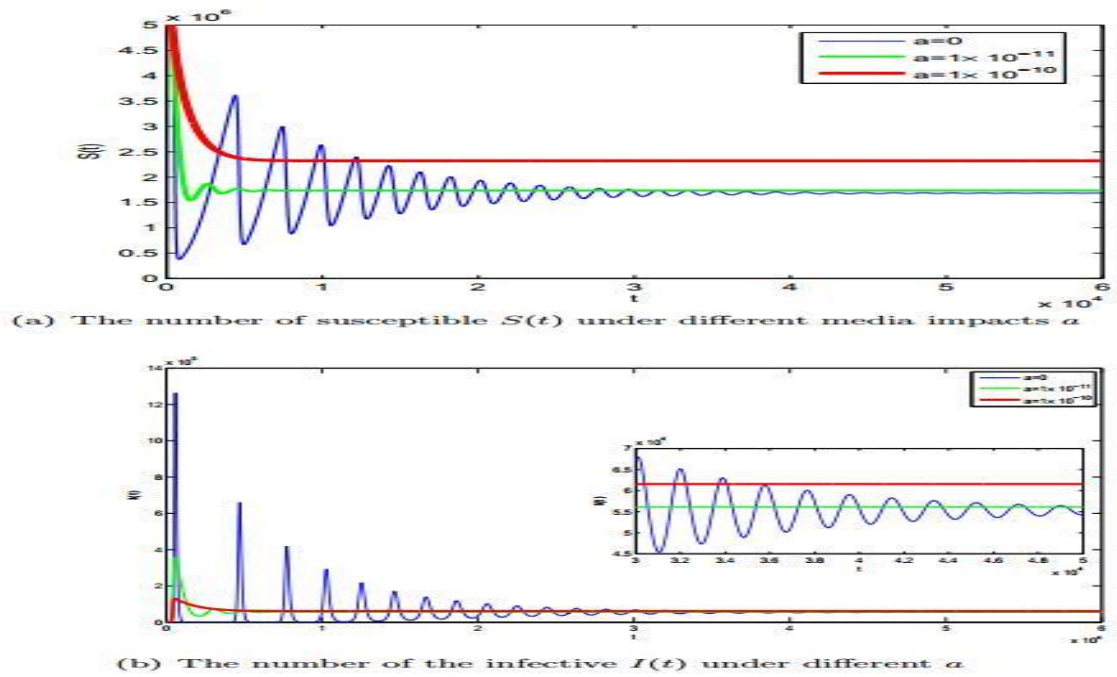 × 10⁶
5
4.5
4
3.5
3
2.5
2
1.5
1
0.5
0
S(t)
a=0
a=1× 10⁻¹¹
a=1× 10⁻¹⁰
0 1 2 3 4 5 6
t
× 10⁴
(a) The number of susceptible S(t) under different media impacts a
14
12
10
8
6
4
2
0
a=0
a=1× 10⁻¹¹
a=1× 10⁻¹⁰
7
6.5
6
5.5
5
4.5
3 3.2 3.4 3.6 3.8 4 4.2 4.4 4.6 4.8 5
t
× 10⁴
0 1 2 3 4 5 6
t
(b) The number of the infective I(t) under different a